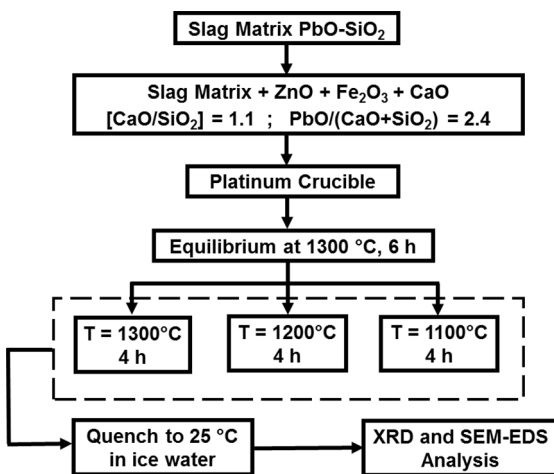 Slag Matrix PbO-SiO₂
Slag Matrix + ZnO + Fe₂O₃ + CaO
[CaO/SiO₂] = 1.1 ; PbO/(CaO+SiO₂) = 2.4
Platinum Crucible
Equilibrium at 1300 °C, 6 h
T = 1300°C
4 h
T = 1200°C
4 h
T = 1100°C
4 h
Quench to 25 °C
in ice water
XRD and SEM-EDS
Analysis